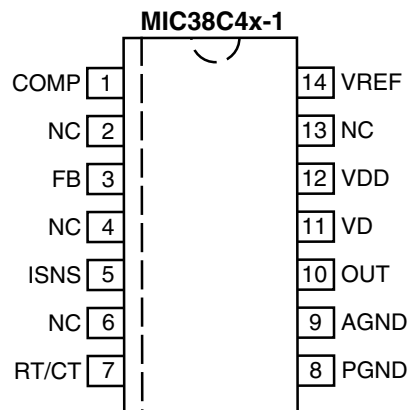 MIC38C4x-1
COMP 1 14 VREF
NC 2 13 NC
FB 3 12 VDD
NC 4 11 VD
ISNS 5 10 OUT
NC 6 9 AGND
RT/CT 7 8 PGND